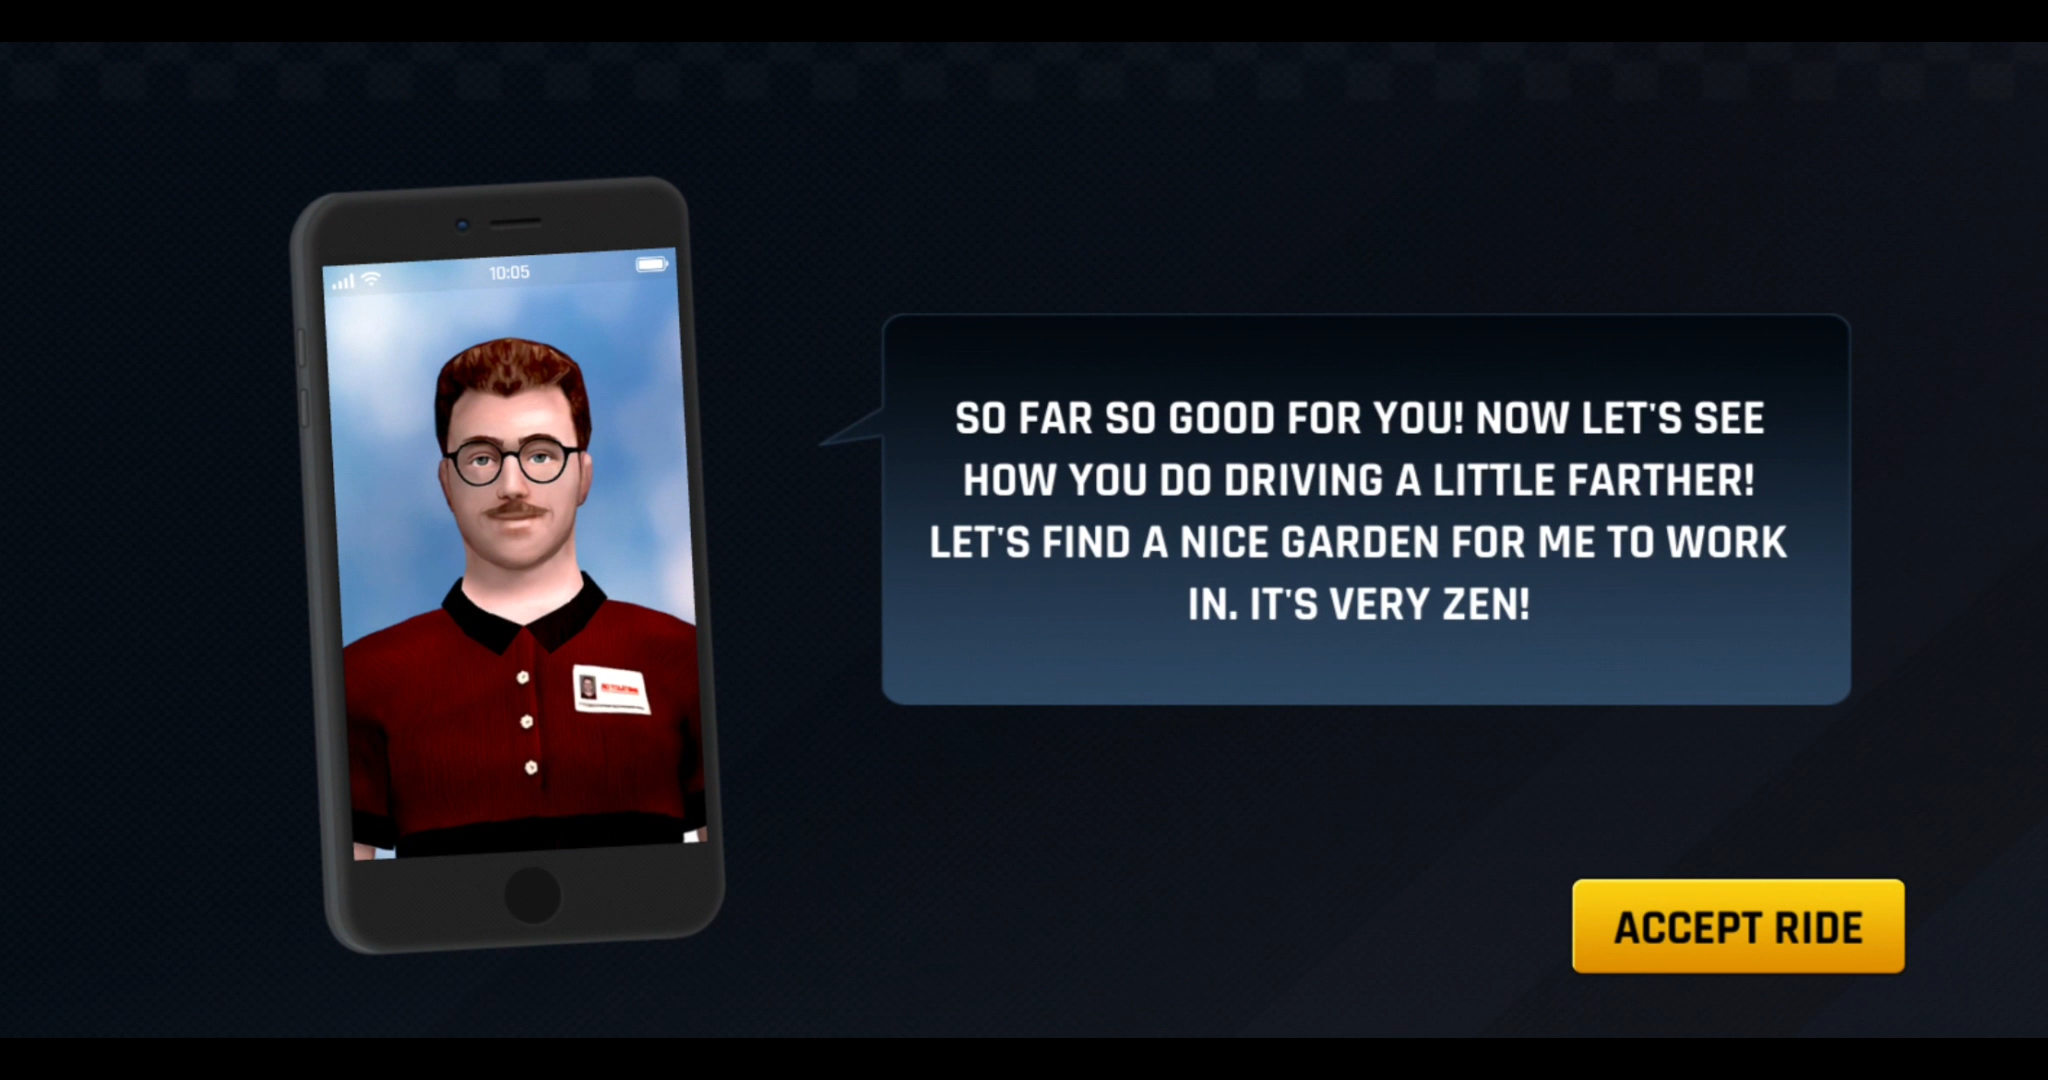 10:05
SO FAR SO GOOD FOR YOU! NOW LET'S SEE
HOW YOU DO DRIVING A LITTLE FARTHER!
LET'S FIND A NICE GARDEN FOR ME TO WORK
IN. IT'S VERY ZEN!
ACCEPT RIDE